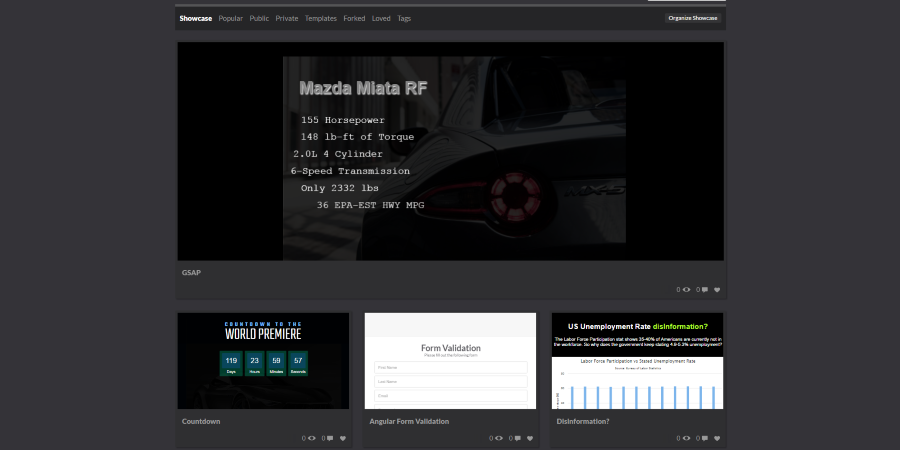 Showcase Popular Public Private Templates Forked Loved Tags Organize Showcase
Mazda Miata RF
155 Horsepower
148 lb-ft of Torque
2.0L 4 Cylinder
6-Speed Transmission
Only 2332 lbs
36 EPA-EST HWY MPG
MX-5
GSAP
0 0
COUNTDOWN TO THE
WORLD PREMIERE
119 23 59 57
Days Hours Minutes Seconds
Countdown
0 0
Form Validation
Please fill out the following form
First Name
Last Name
Email
Angular Form Validation
0 0
US Unemployment Rate disinformation?
The Labor Force Participation stat shows 35-40% of Americans are currently not in
the workforce. So why does the government keep stating 4.9-5.3% unemployment?
Labor Force Participation vs Stated Unemployment Rate
Source: Bureau of Labor Statistics
Disinformation?
0 0